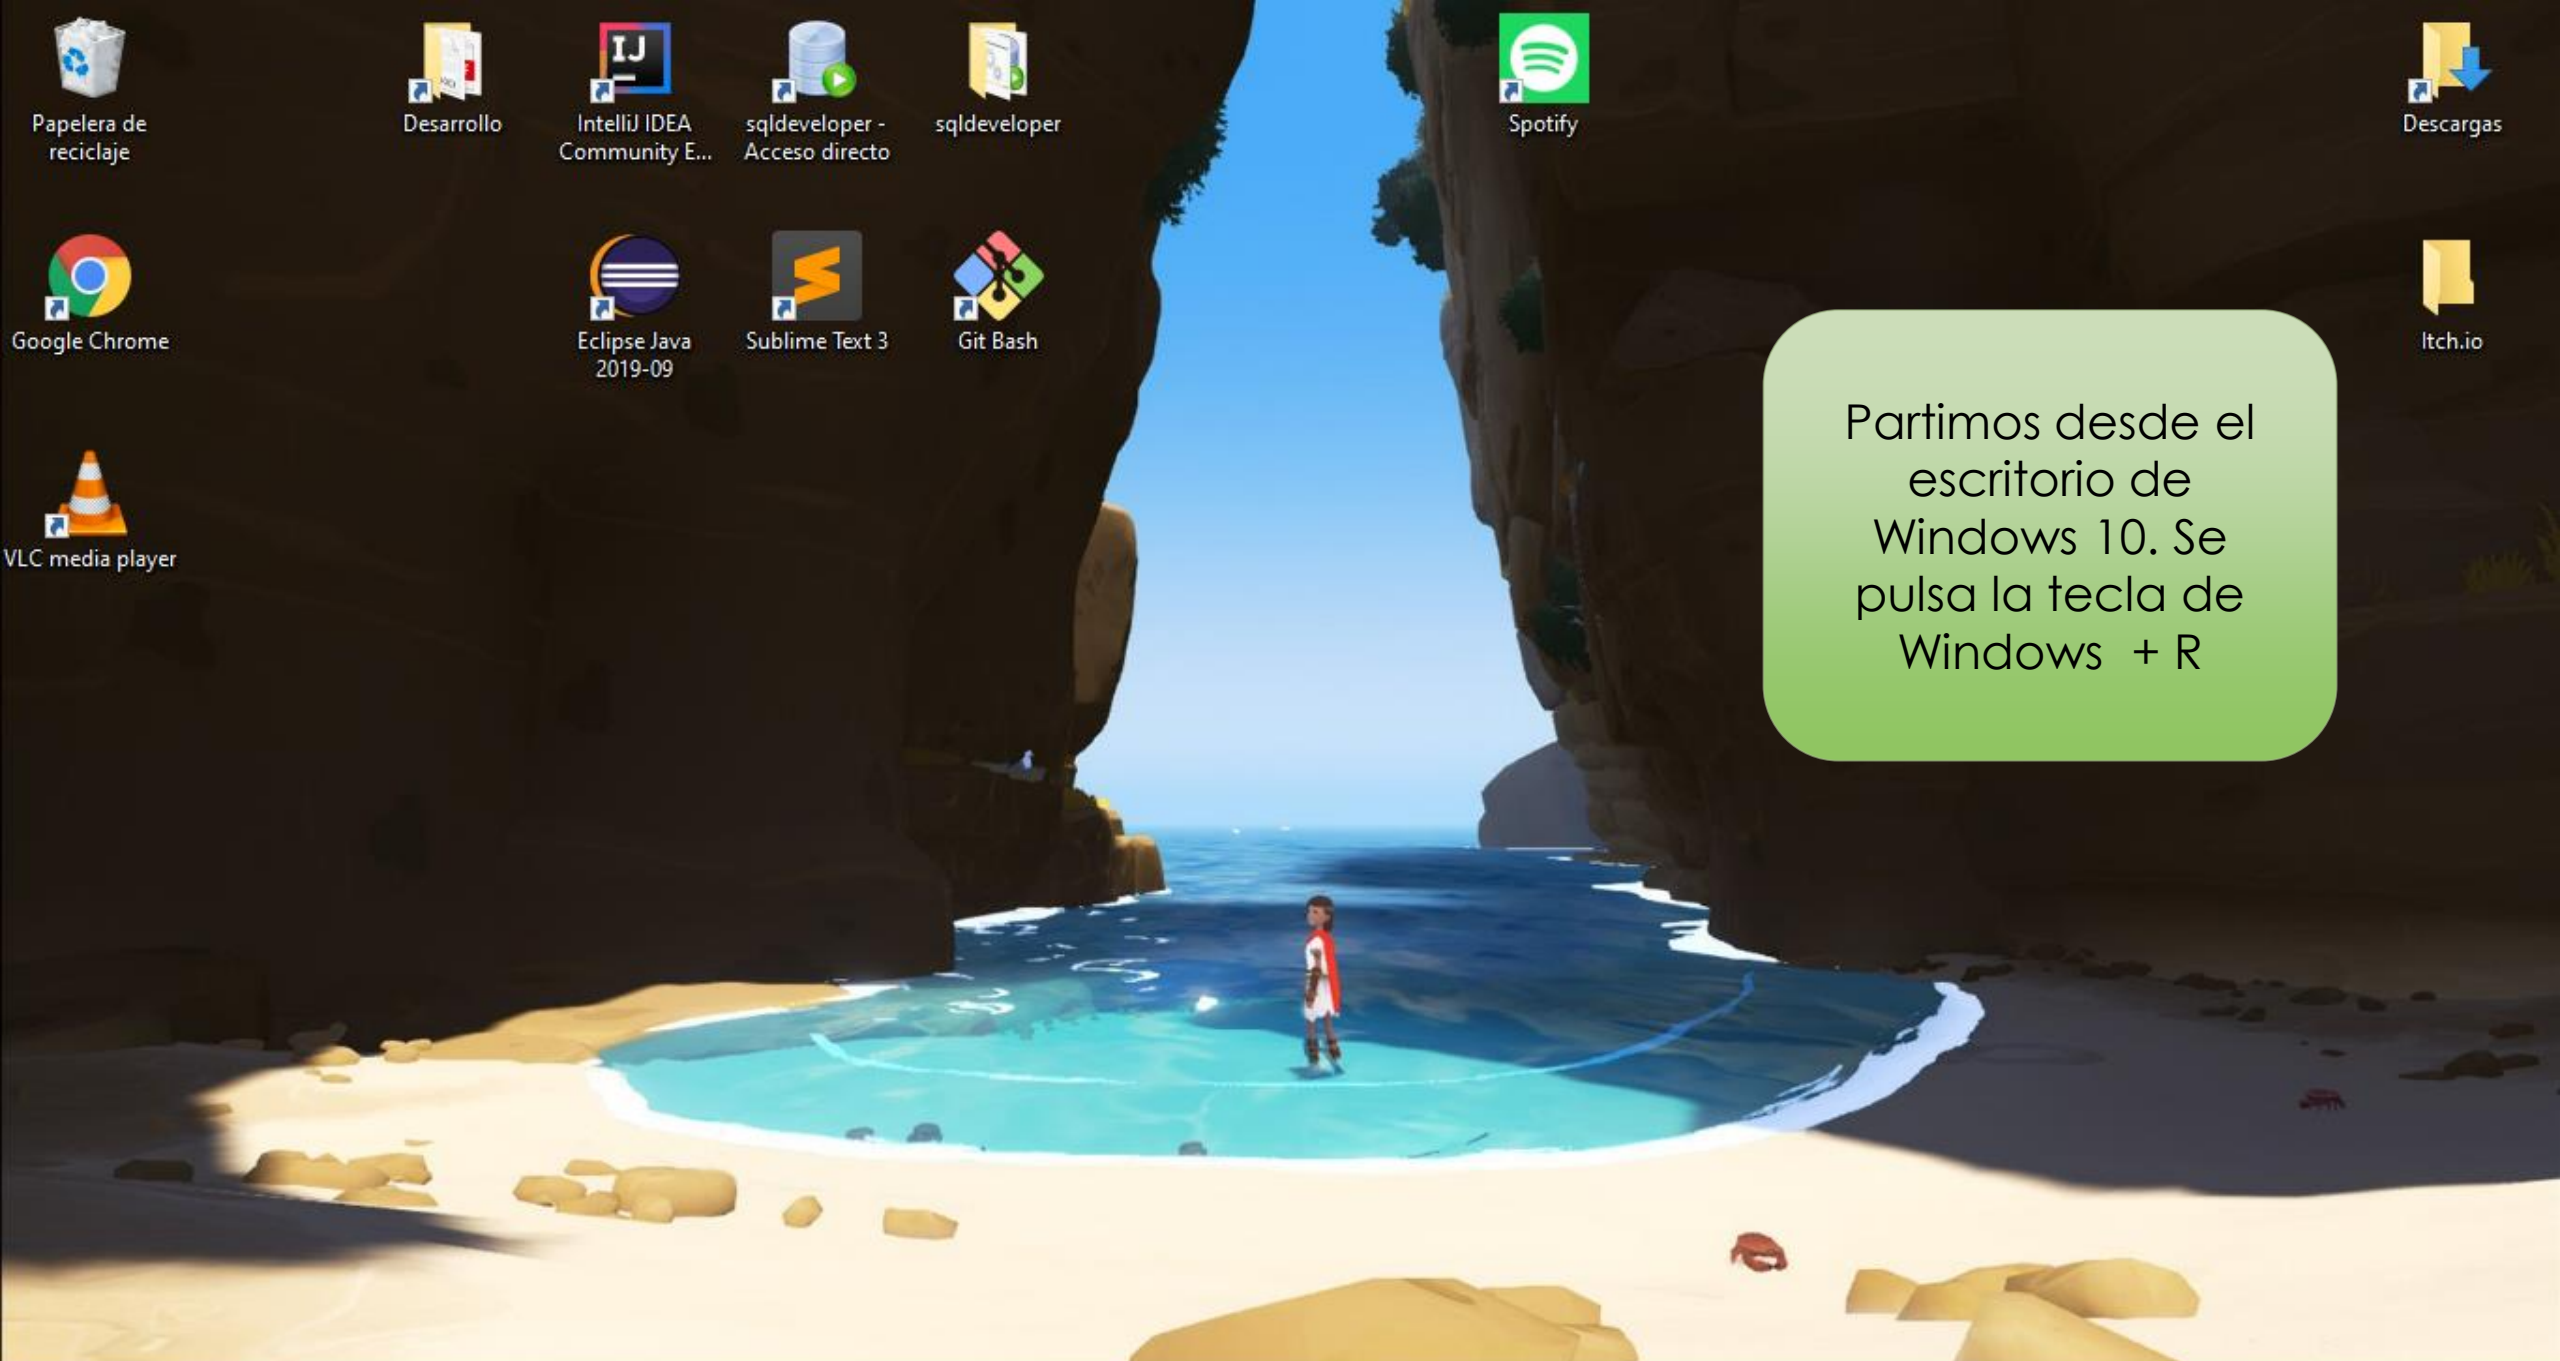 Papelera de
reciclaje
Desarrollo
IJ
IntelliJ IDEA
Community E...
sqldeveloper -
Acceso directo
sqldeveloper
Spotify
Descargas
Google Chrome
Eclipse Java
2019-09
Sublime Text 3
Git Bash
Itch.io
VLC media player
Partimos desde el
escritorio de
Windows 10. Se
pulsa la tecla de
Windows + R